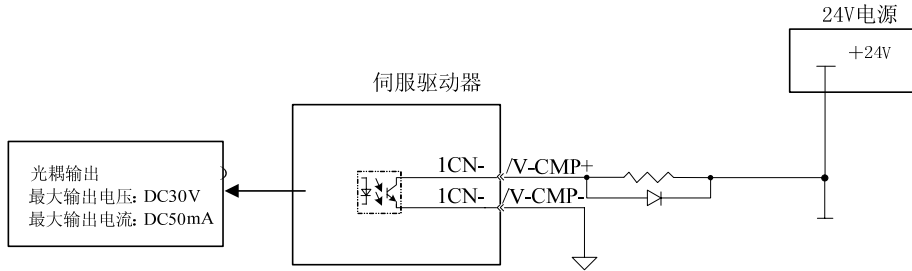 24V电源
+24V
伺服驱动器
1CN- /V-CMP+
1CN- /V-CMP-
光耦输出
最大输出电压: DC30V
最大输出电流: DC50mA